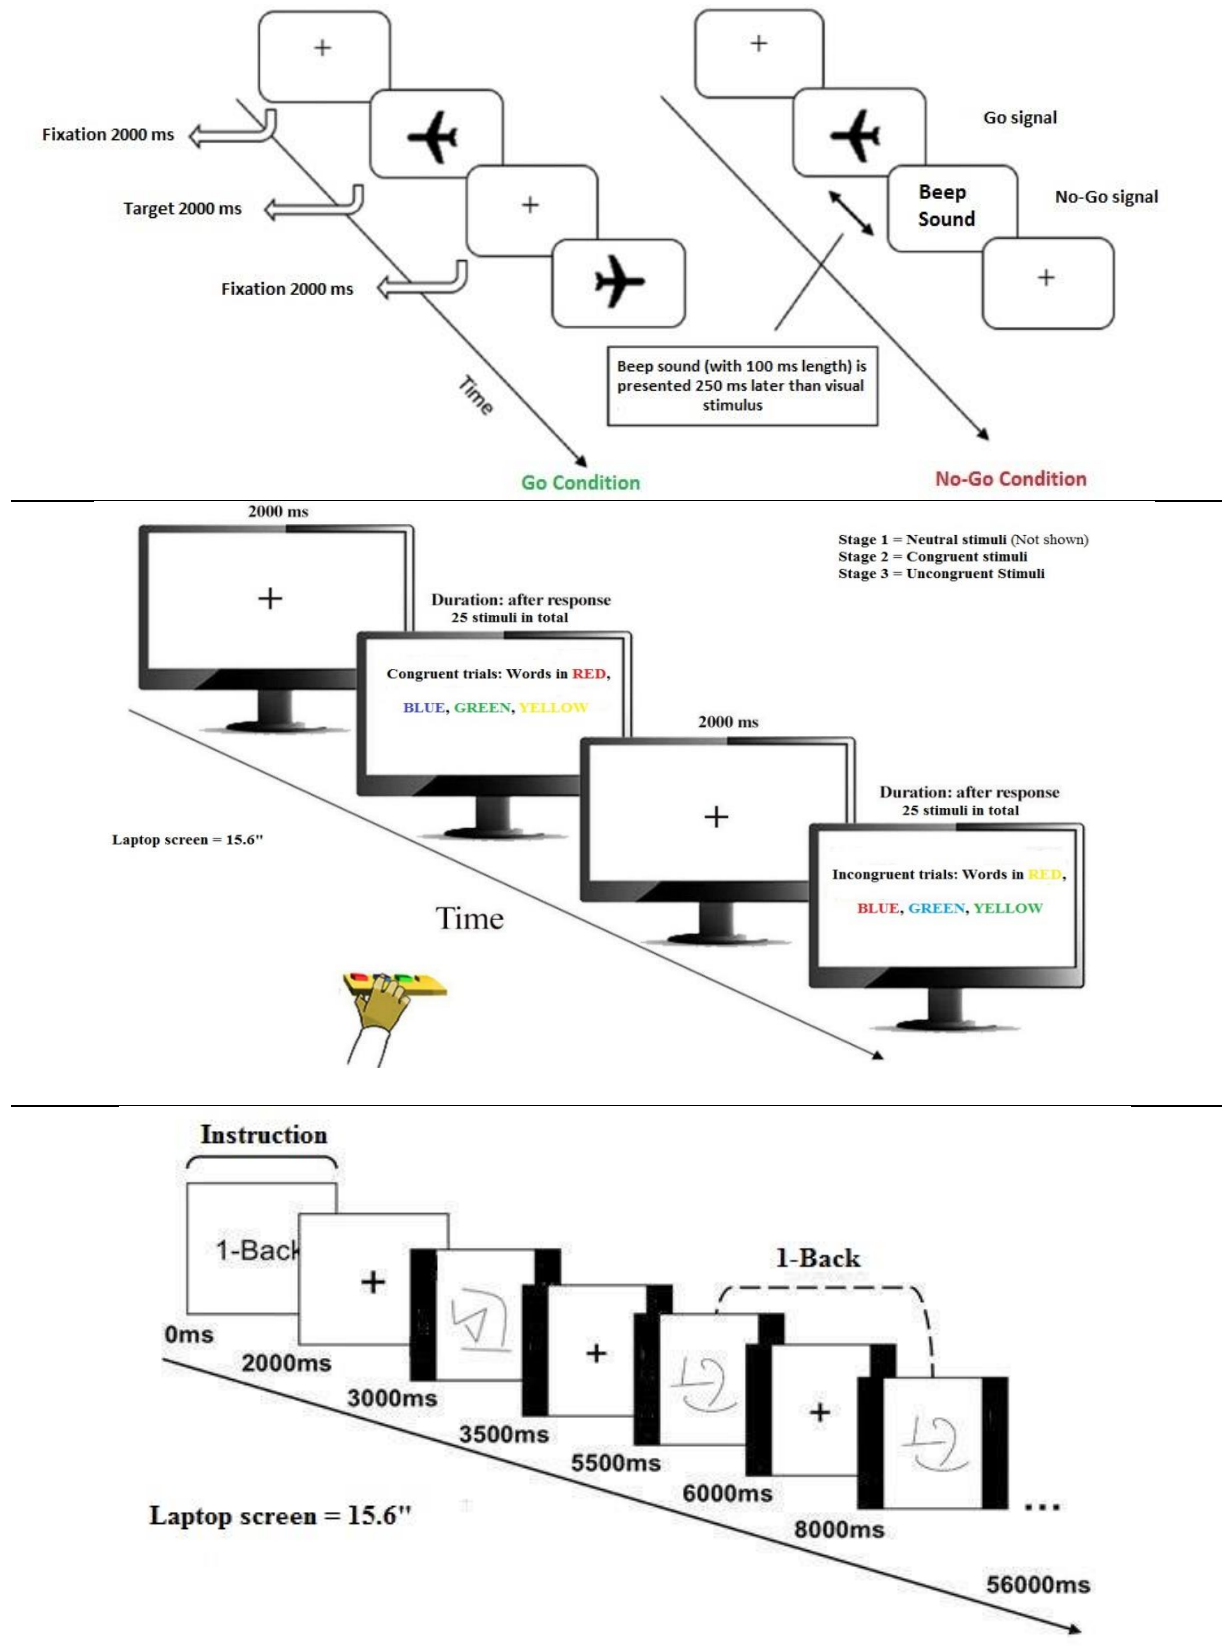 +
+
Fixation 2000 ms
Go signal
Target 2000 ms
+
Beep
Sound
No-Go signal
Fixation 2000 ms
+
Beep sound (with 100 ms length) is
presented 250 ms later than visual
stimulus
Time
Go Condition
No-Go Condition
2000 ms
Stage 1 = Neutral stimuli (Not shown)
Stage 2 = Congruent stimuli
Stage 3 = Uncongruent Stimuli
+
Duration: after response
25 stimuli in total
Congruent trials: Words in RED,
BLUE, GREEN, YELLOW
2000 ms
+
Duration: after response
25 stimuli in total
Laptop screen = 15.6"
Incongruent trials: Words in RED,
BLUE, GREEN, YELLOW
Time
Instruction
1-Back
+
1-Back
0ms
2000ms
+
3000ms
3500ms
+
5500ms
6000ms
8000ms
...
Laptop screen = 15.6"
56000ms